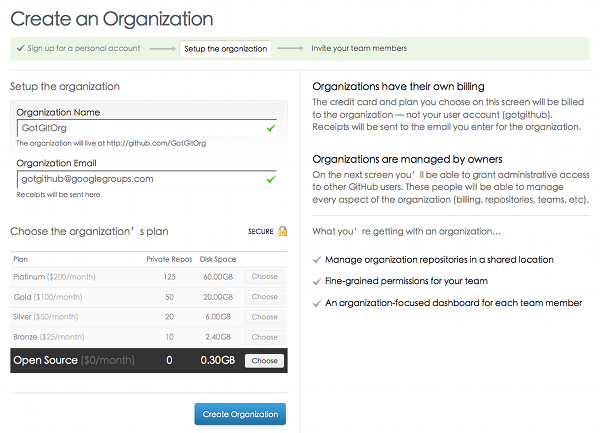 Create an Organization
Sign up for a personal account
Setup the organization
Invite your team members
Setup the organization
Organization Name
GotGitOrg
The organization will live at http://github.com/GotGitOrg
Organization Email
gotgithub@googlegroups.com
Receipts will be sent here
Choose the organization's plan SECURE
Plan Private Repos Disk Space
Platinum ($200/month) 125 60.00GB Choose
Gold ($100/month) 50 20.00GB Choose
Silver ($50/month) 20 6.00GB Choose
Bronze ($25/month) 10 2.40GB Choose
Open Source ($0/month) 0 0.30GB Choose
Create Organization
Organizations have their own billing
The credit card and plan you choose on this screen will be billed
to the organization — not your user account (gotgithub).
Receipts will be sent to the email you enter for the organization.
Organizations are managed by owners
On the next screen you'll be able to grant administrative access
to other GitHub users. These people will be able to manage
every aspect of the organization (billing, repositories, teams, etc).
What you're getting with an organization...
Manage organization repositories in a shared location
Fine-grained permissions for your team
An organization-focused dashboard for each team member